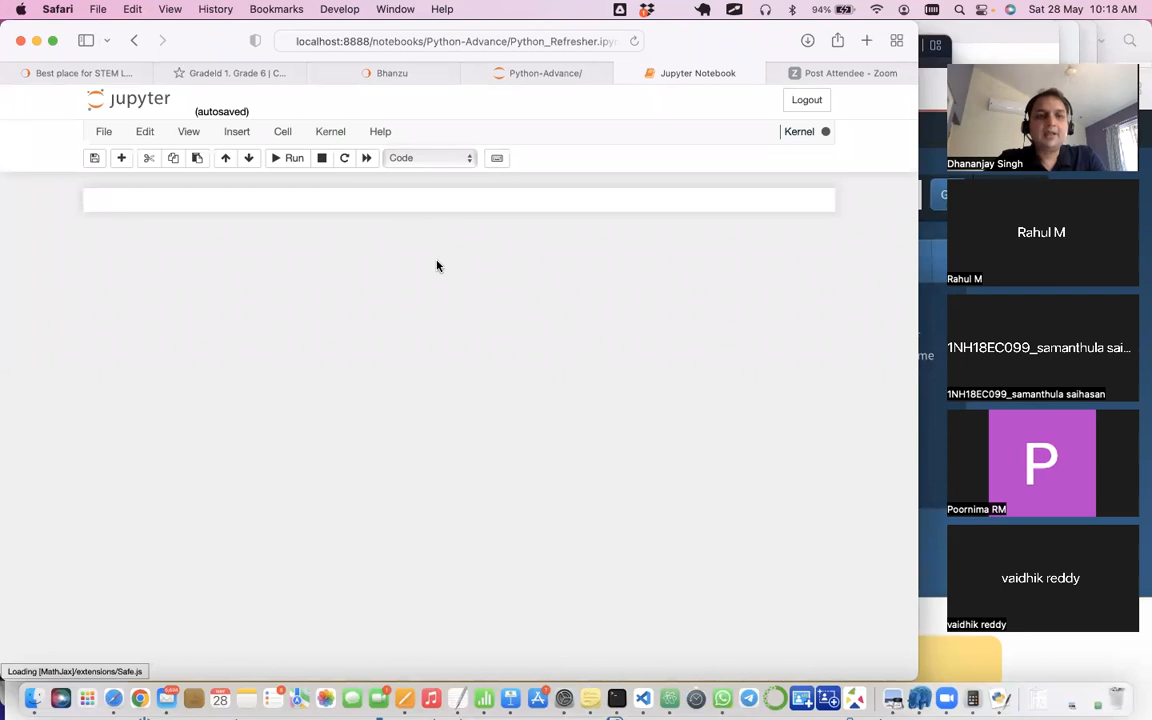 Safari File Edit View History Bookmarks Develop Window Help 94% Sat 28 May 10:18 AM
localhost:8888/notebooks/Python-Advance/Python_Refresher.ipy
Best place for STEM L... GradeId 1. Grade 6 | C... Bhanzu Python-Advance/ Jupyter Notebook Post Attendee - Zoom
jupyter (autosaved) Logout
File Edit View Insert Cell Kernel Help Kernel
Run Code
Dhananjay Singh
Rahul M
Rahul M
1NH18EC099_samanthula sai...
me
1NH18EC099_samanthula saihasan
P
Poornima RM
vaidhik reddy
vaidhik reddy
Loading [MathJax]/extensions/Safe.js
28